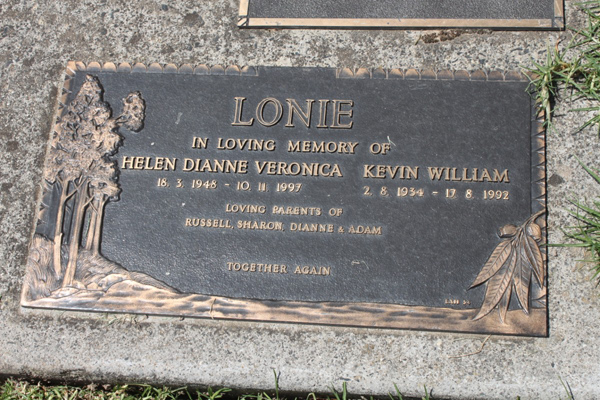 LONIE
IN LOVING MEMORY OF
HELEN DIANNE VERONICA KEVIN WILLIAM
18. 3. 1948 - 10. 11. 1997 2. 8. 1934 - 17. 8. 1992
LOVING PARENTS OF
RUSSELL, SHARON, DIANNE & ADAM
TOGETHER AGAIN